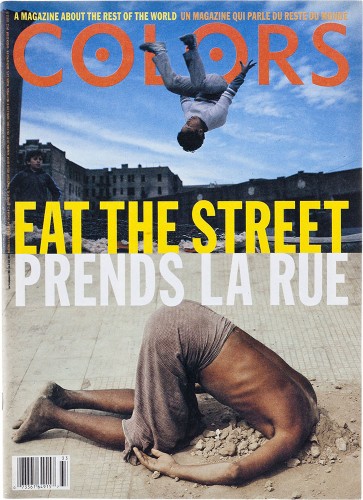 A MAGAZINE ABOUT THE REST OF THE WORLD UN MAGAZINE QUI PARLE DU RESTE DU MONDE
COLORS
EAT THE STREET
PRENDS LA RUE